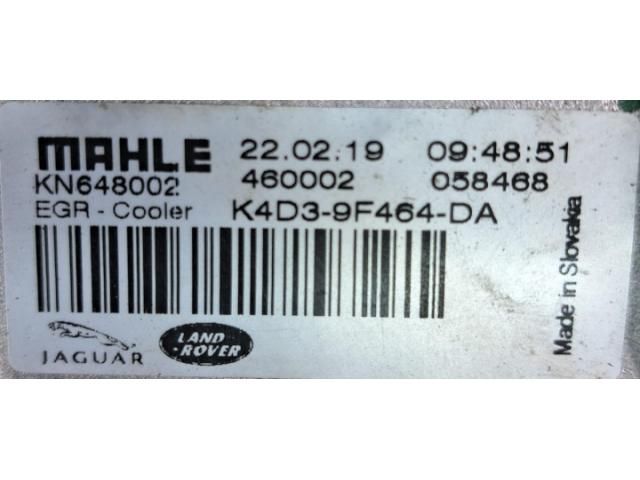 MAHLE 22.02.19 09:48:51
KN648002 460002 058468
EGR - Cooler K4D3-9F464-DA
Made in Slovakia
JAGUAR
LAND
-ROVER